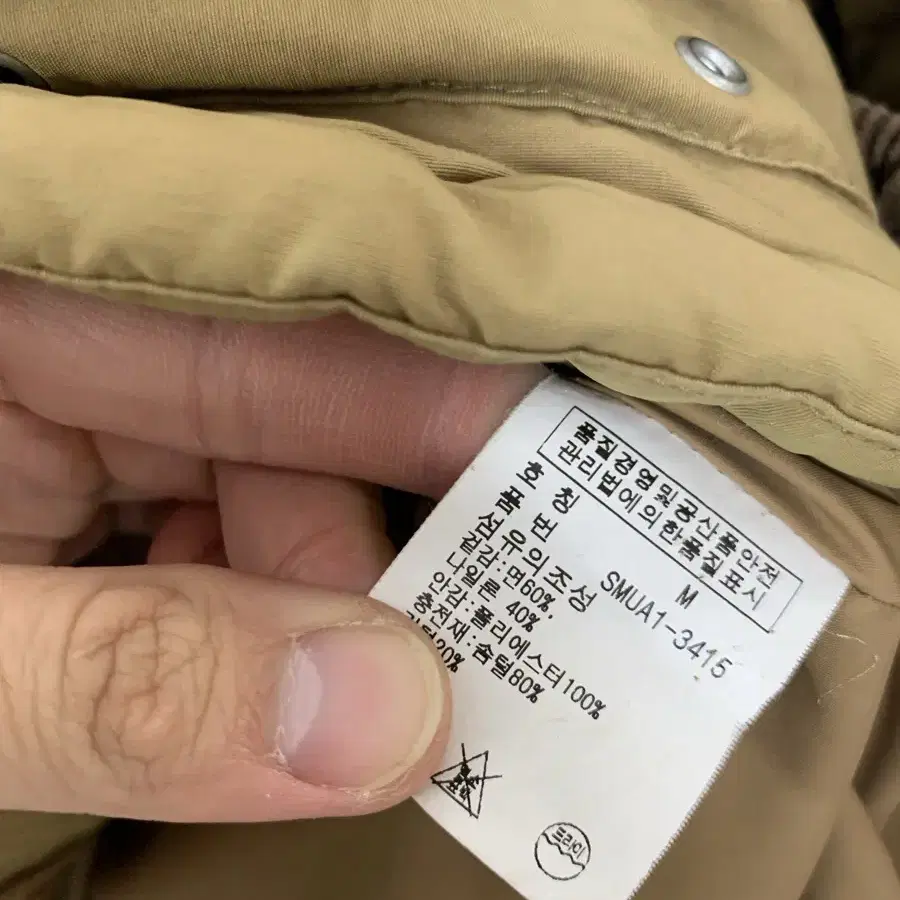 품질경영및공산품안전
관리법에의한품질표시
호칭 M
품번 SMUA1-3415
섬유의조성
겉감:면60%,
나일론 40%
안감:폴리에스터100%
충전재:솜털80%
털20%
드라이